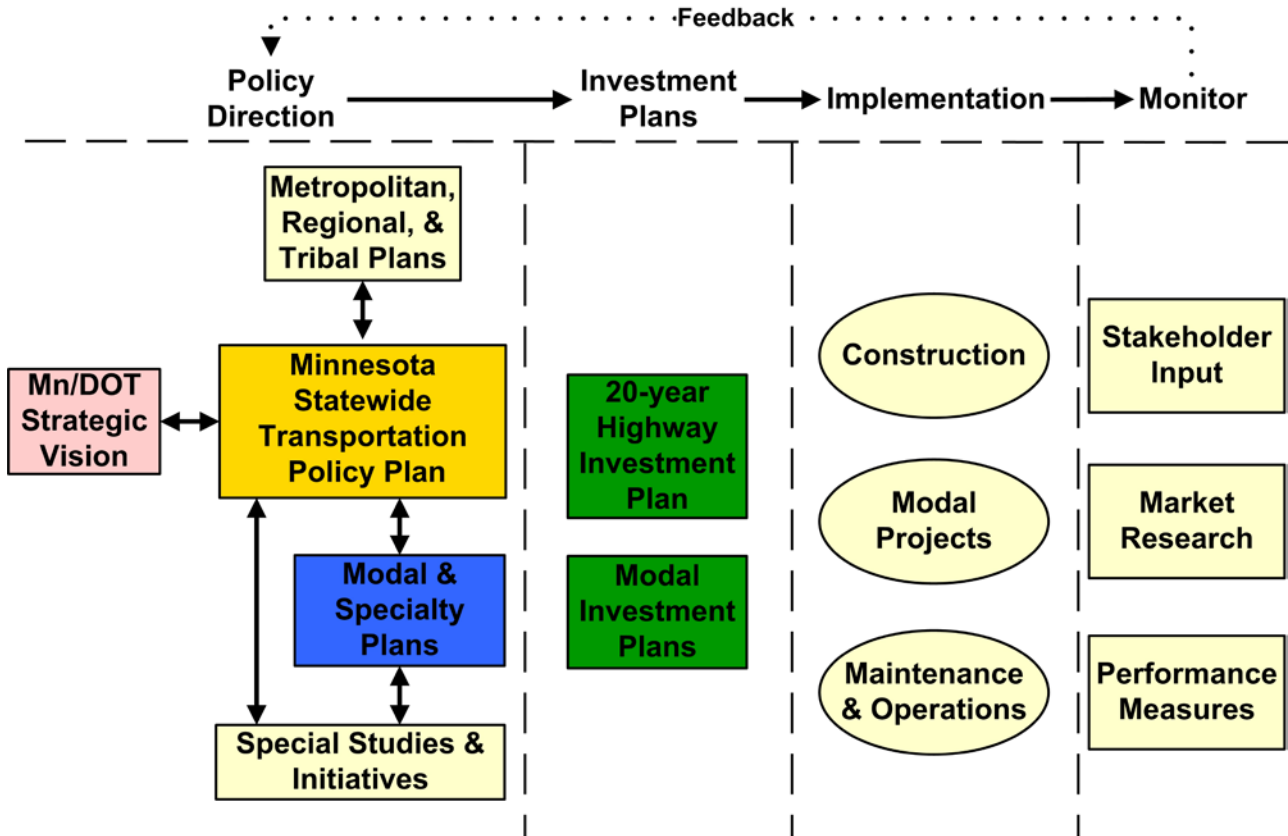 Feedback
Policy
Direction
Investment
Plans
Implementation
Monitor
Metropolitan,
Regional, &
Tribal Plans
Mn/DOT
Strategic
Vision
Minnesota
Statewide
Transportation
Policy Plan
Modal &
Specialty
Plans
Special Studies &
Initiatives
20-year
Highway
Investment
Plan
Modal
Investment
Plans
Construction
Modal
Projects
Maintenance
& Operations
Stakeholder
Input
Market
Research
Performance
Measures